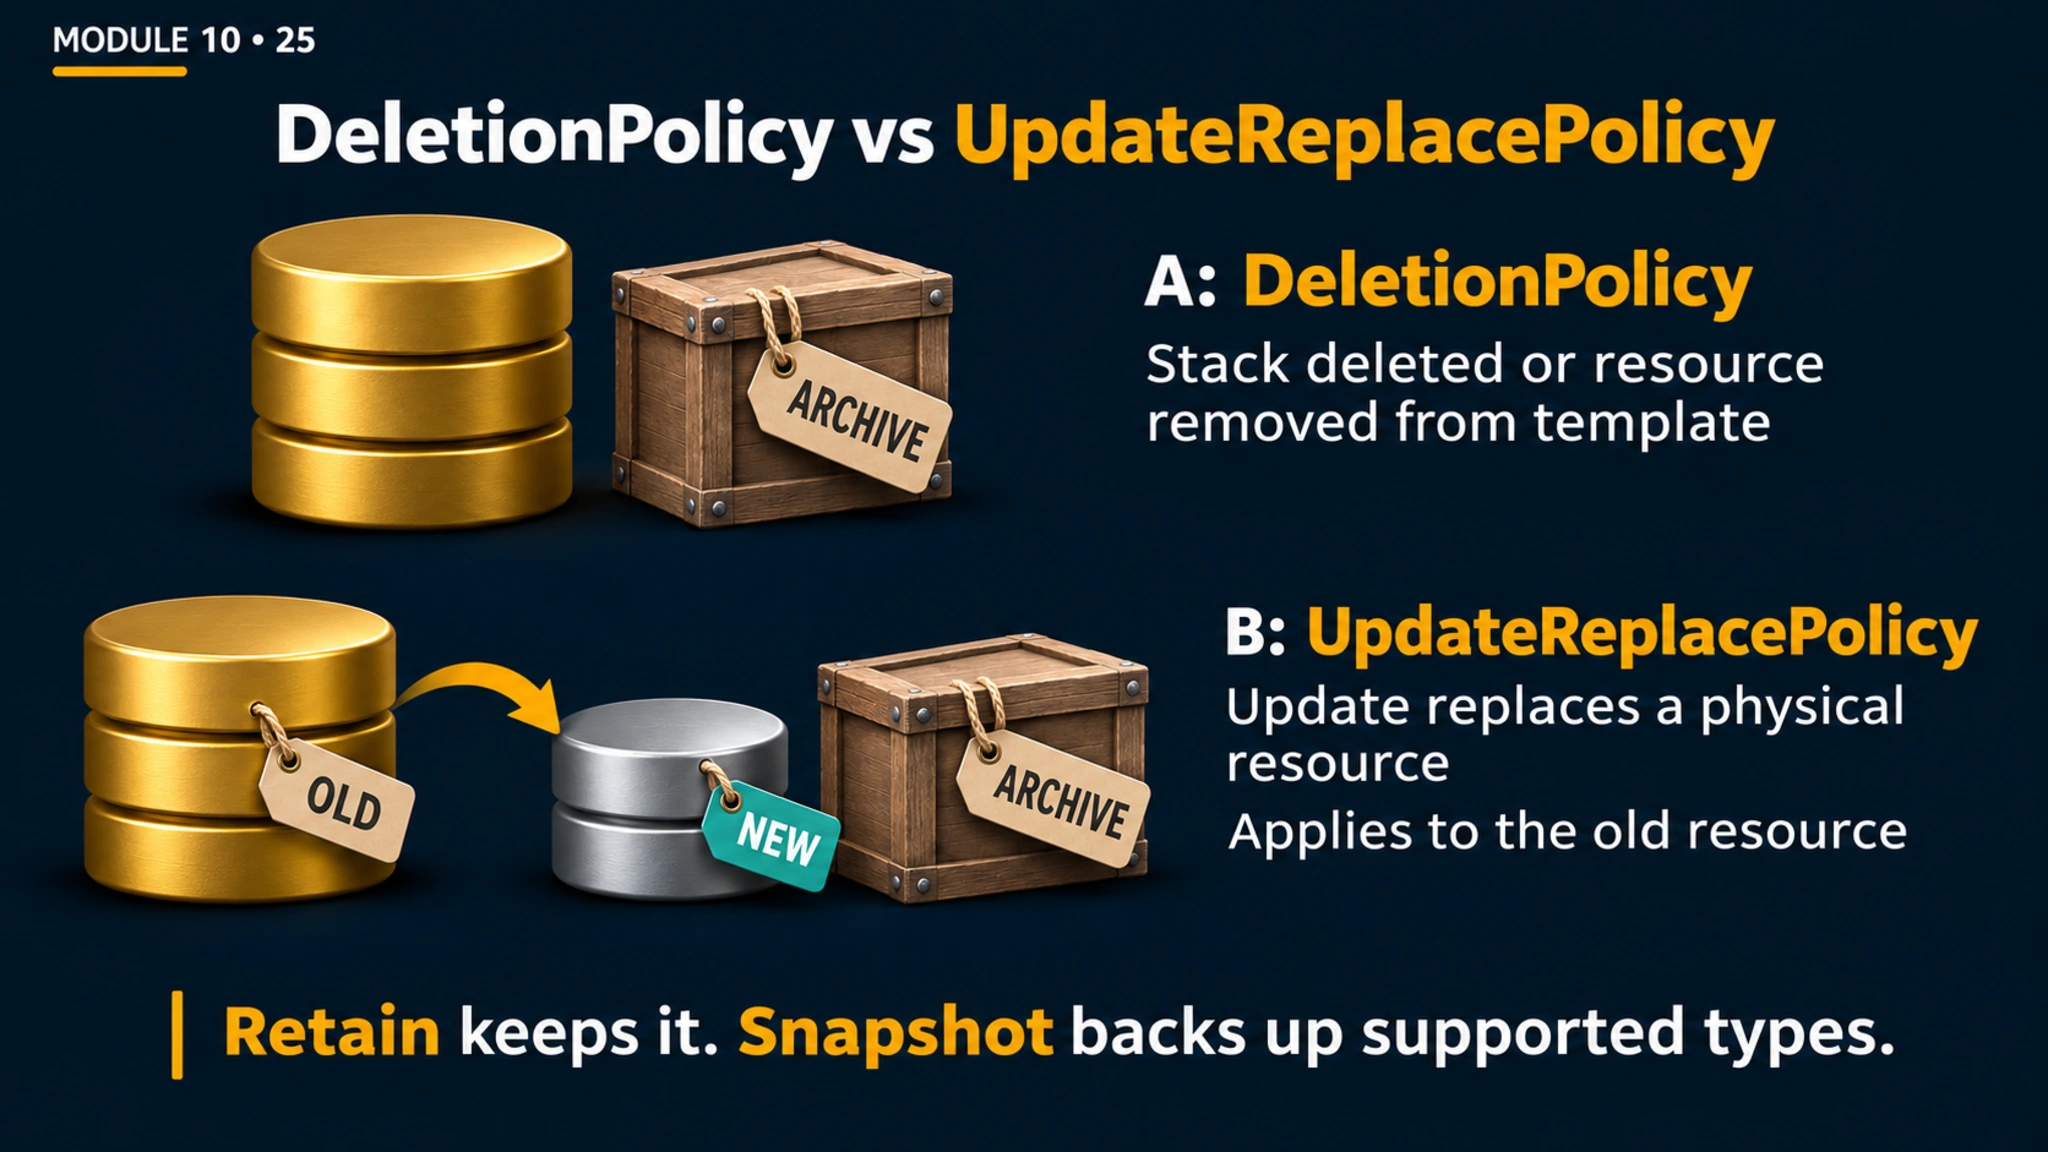 MODULE 10 • 25
DeletionPolicy vs UpdateReplacePolicy
ARCHIVE
A: DeletionPolicy
Stack deleted or resource
removed from template
OLD
NEW
ARCHIVE
B: UpdateReplacePolicy
Update replaces a physical
resource
Applies to the old resource
Retain keeps it. Snapshot backs up supported types.